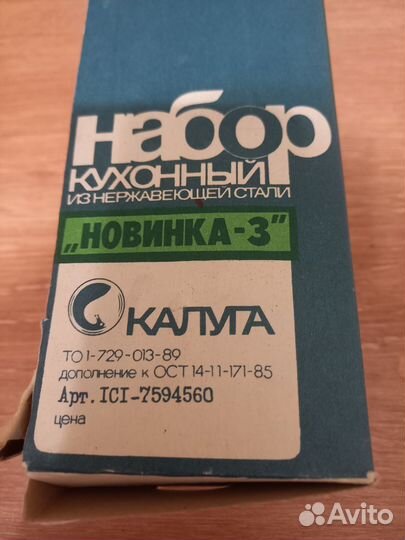 набор
КУХОННЫЙ
ИЗ НЕРЖАВЕЮЩЕЙ СТАЛИ
„НОВИНКА-3"
КАЛУГА
ТО 1-729-013-89
дополнение к ОСТ 14-11-171-85
Арт. ICI-7594560
цена
Avito